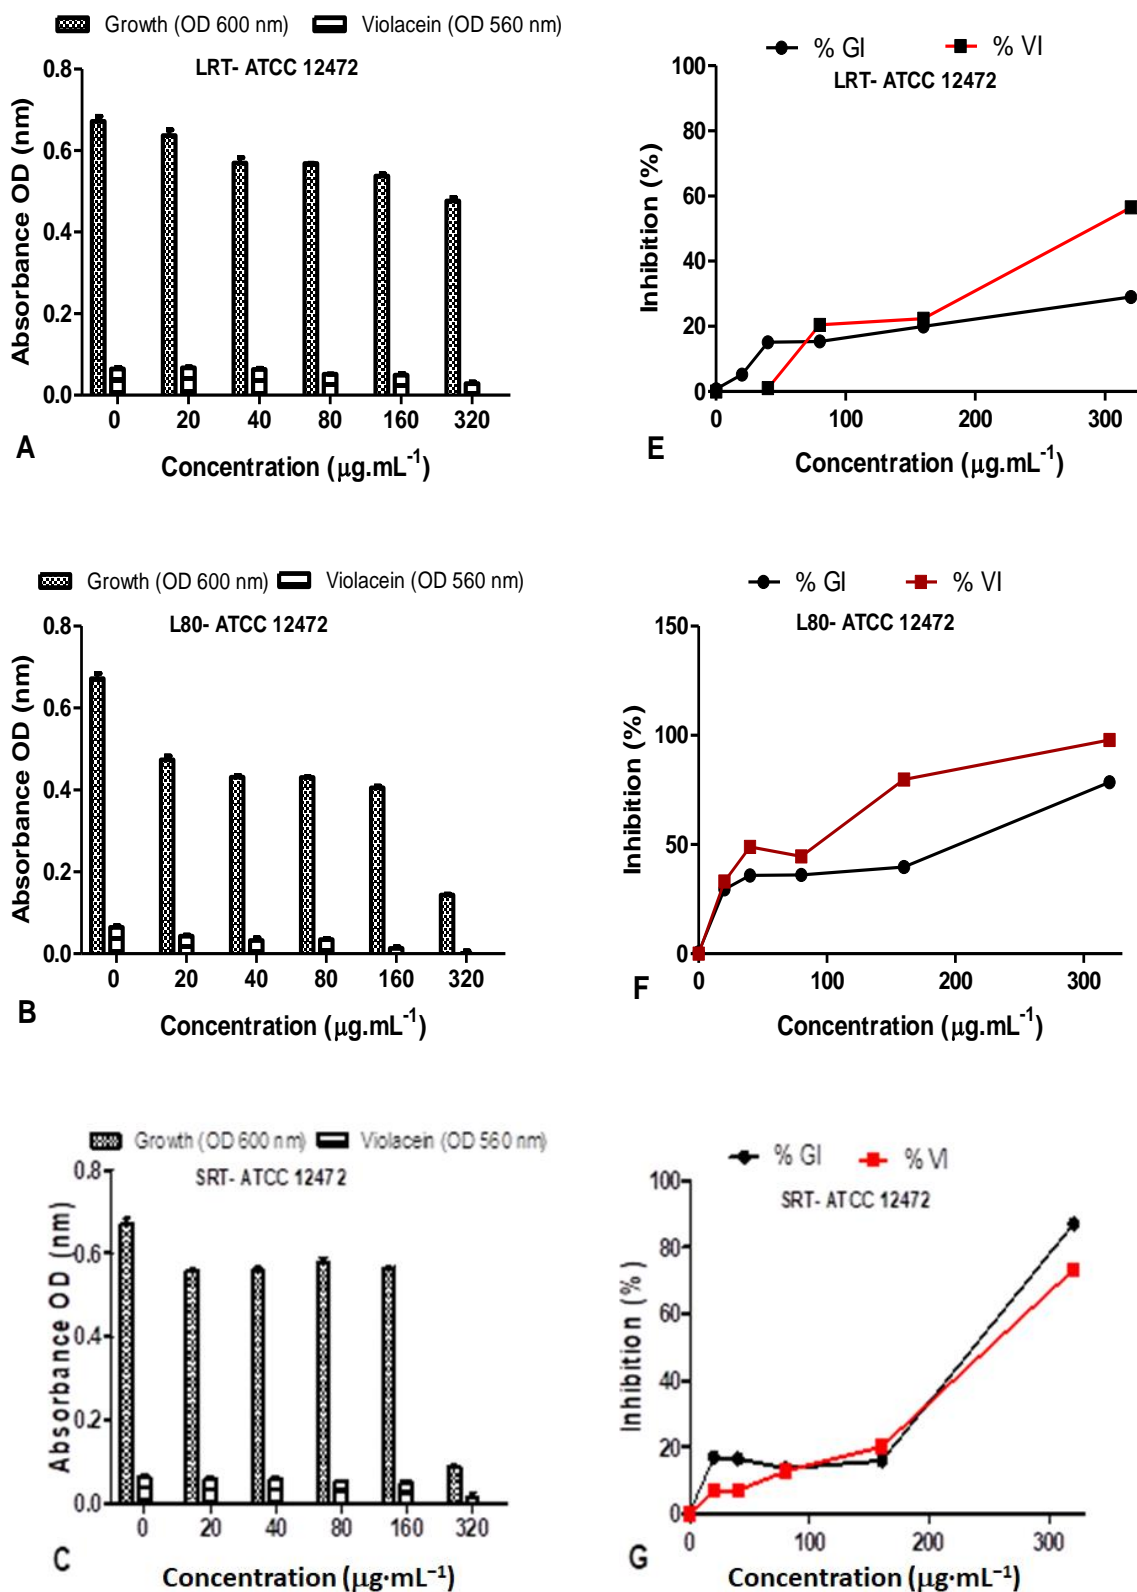 Growth (OD 600 nm) Violacein (OD 560 nm)
LRT- ATCC 12472
0.8
0.6
0.4
0.2
0.0
Absorbance OD (nm)
0 20 40 80 160 320
A
Concentration (µg.mL⁻¹)
% GI % VI
LRT- ATCC 12472
100
80
60
40
20
0
Inhibition (%)
0 100 200 300
E
Concentration (µg.mL⁻¹)
Growth (OD 600 nm) Violacein (OD 560 nm)
L80- ATCC 12472
0.8
0.6
0.4
0.2
0.0
Absorbance OD (nm)
0 20 40 80 160 320
B
Concentration (µg.mL⁻¹)
% GI % VI
L80- ATCC 12472
150
100
50
0
Inhibition (%)
0 100 200 300
F
Concentration (µg.mL⁻¹)
Growth (OD 600 nm) Violacein (OD 560 nm)
SRT- ATCC 12472
0.8
0.6
0.4
0.2
0.0
Absorbance OD (nm)
0 20 40 80 160 320
C
Concentration (µg·mL⁻¹)
% GI % VI
SRT- ATCC 12472
100
80
60
40
20
0
Inhibition (%)
0 100 200 300
G
Concentration (µg·mL⁻¹)